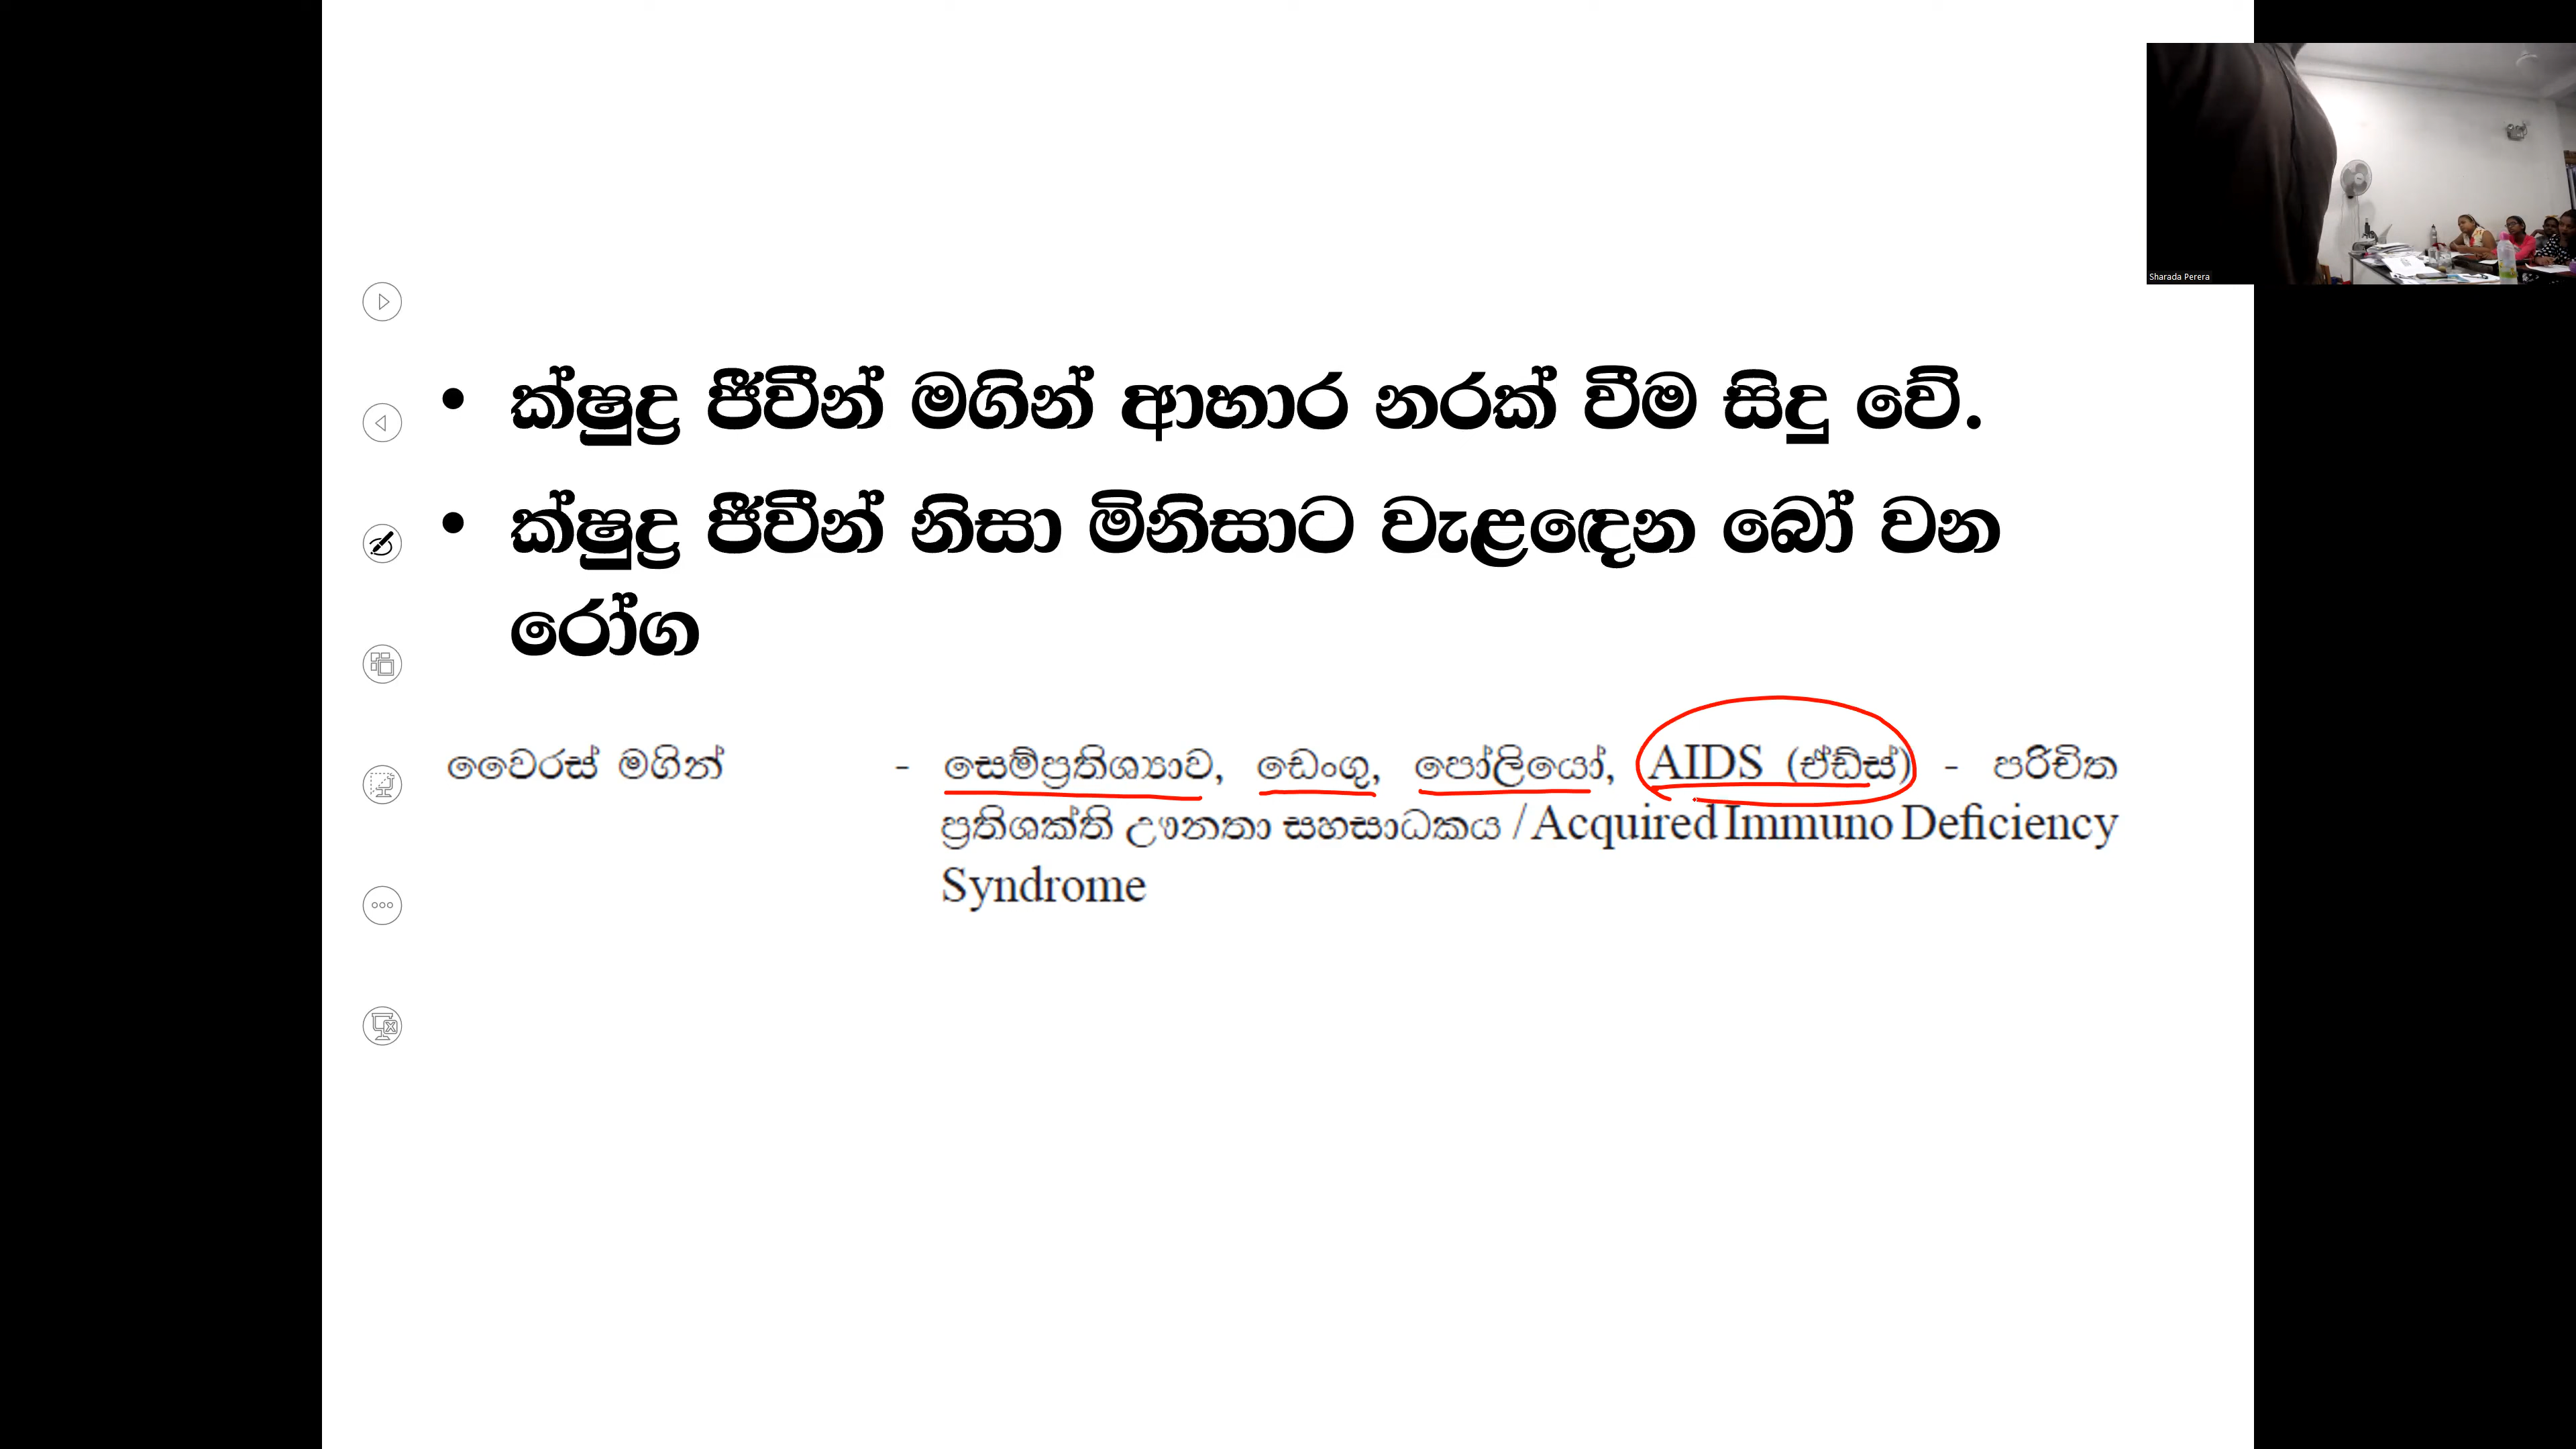 Sharada Perera
• ක්ෂුද්‍ර ජීවීන් මගින් ආහාර නරක් වීම සිදු වේ.
• ක්ෂුද්‍ර ජීවීන් නිසා මිනිසාට වැළඳෙන බෝ වන
රෝග
වෛරස් මගින් - සෙම්ප්‍රතිශ්‍යාව, ඩෙංගු, පෝලියෝ, AIDS (ඒඩ්ස්) - පරිචිත
ප්‍රතිශක්ති ඌනතා සහසාධකය / Acquired Immuno Deficiency
Syndrome